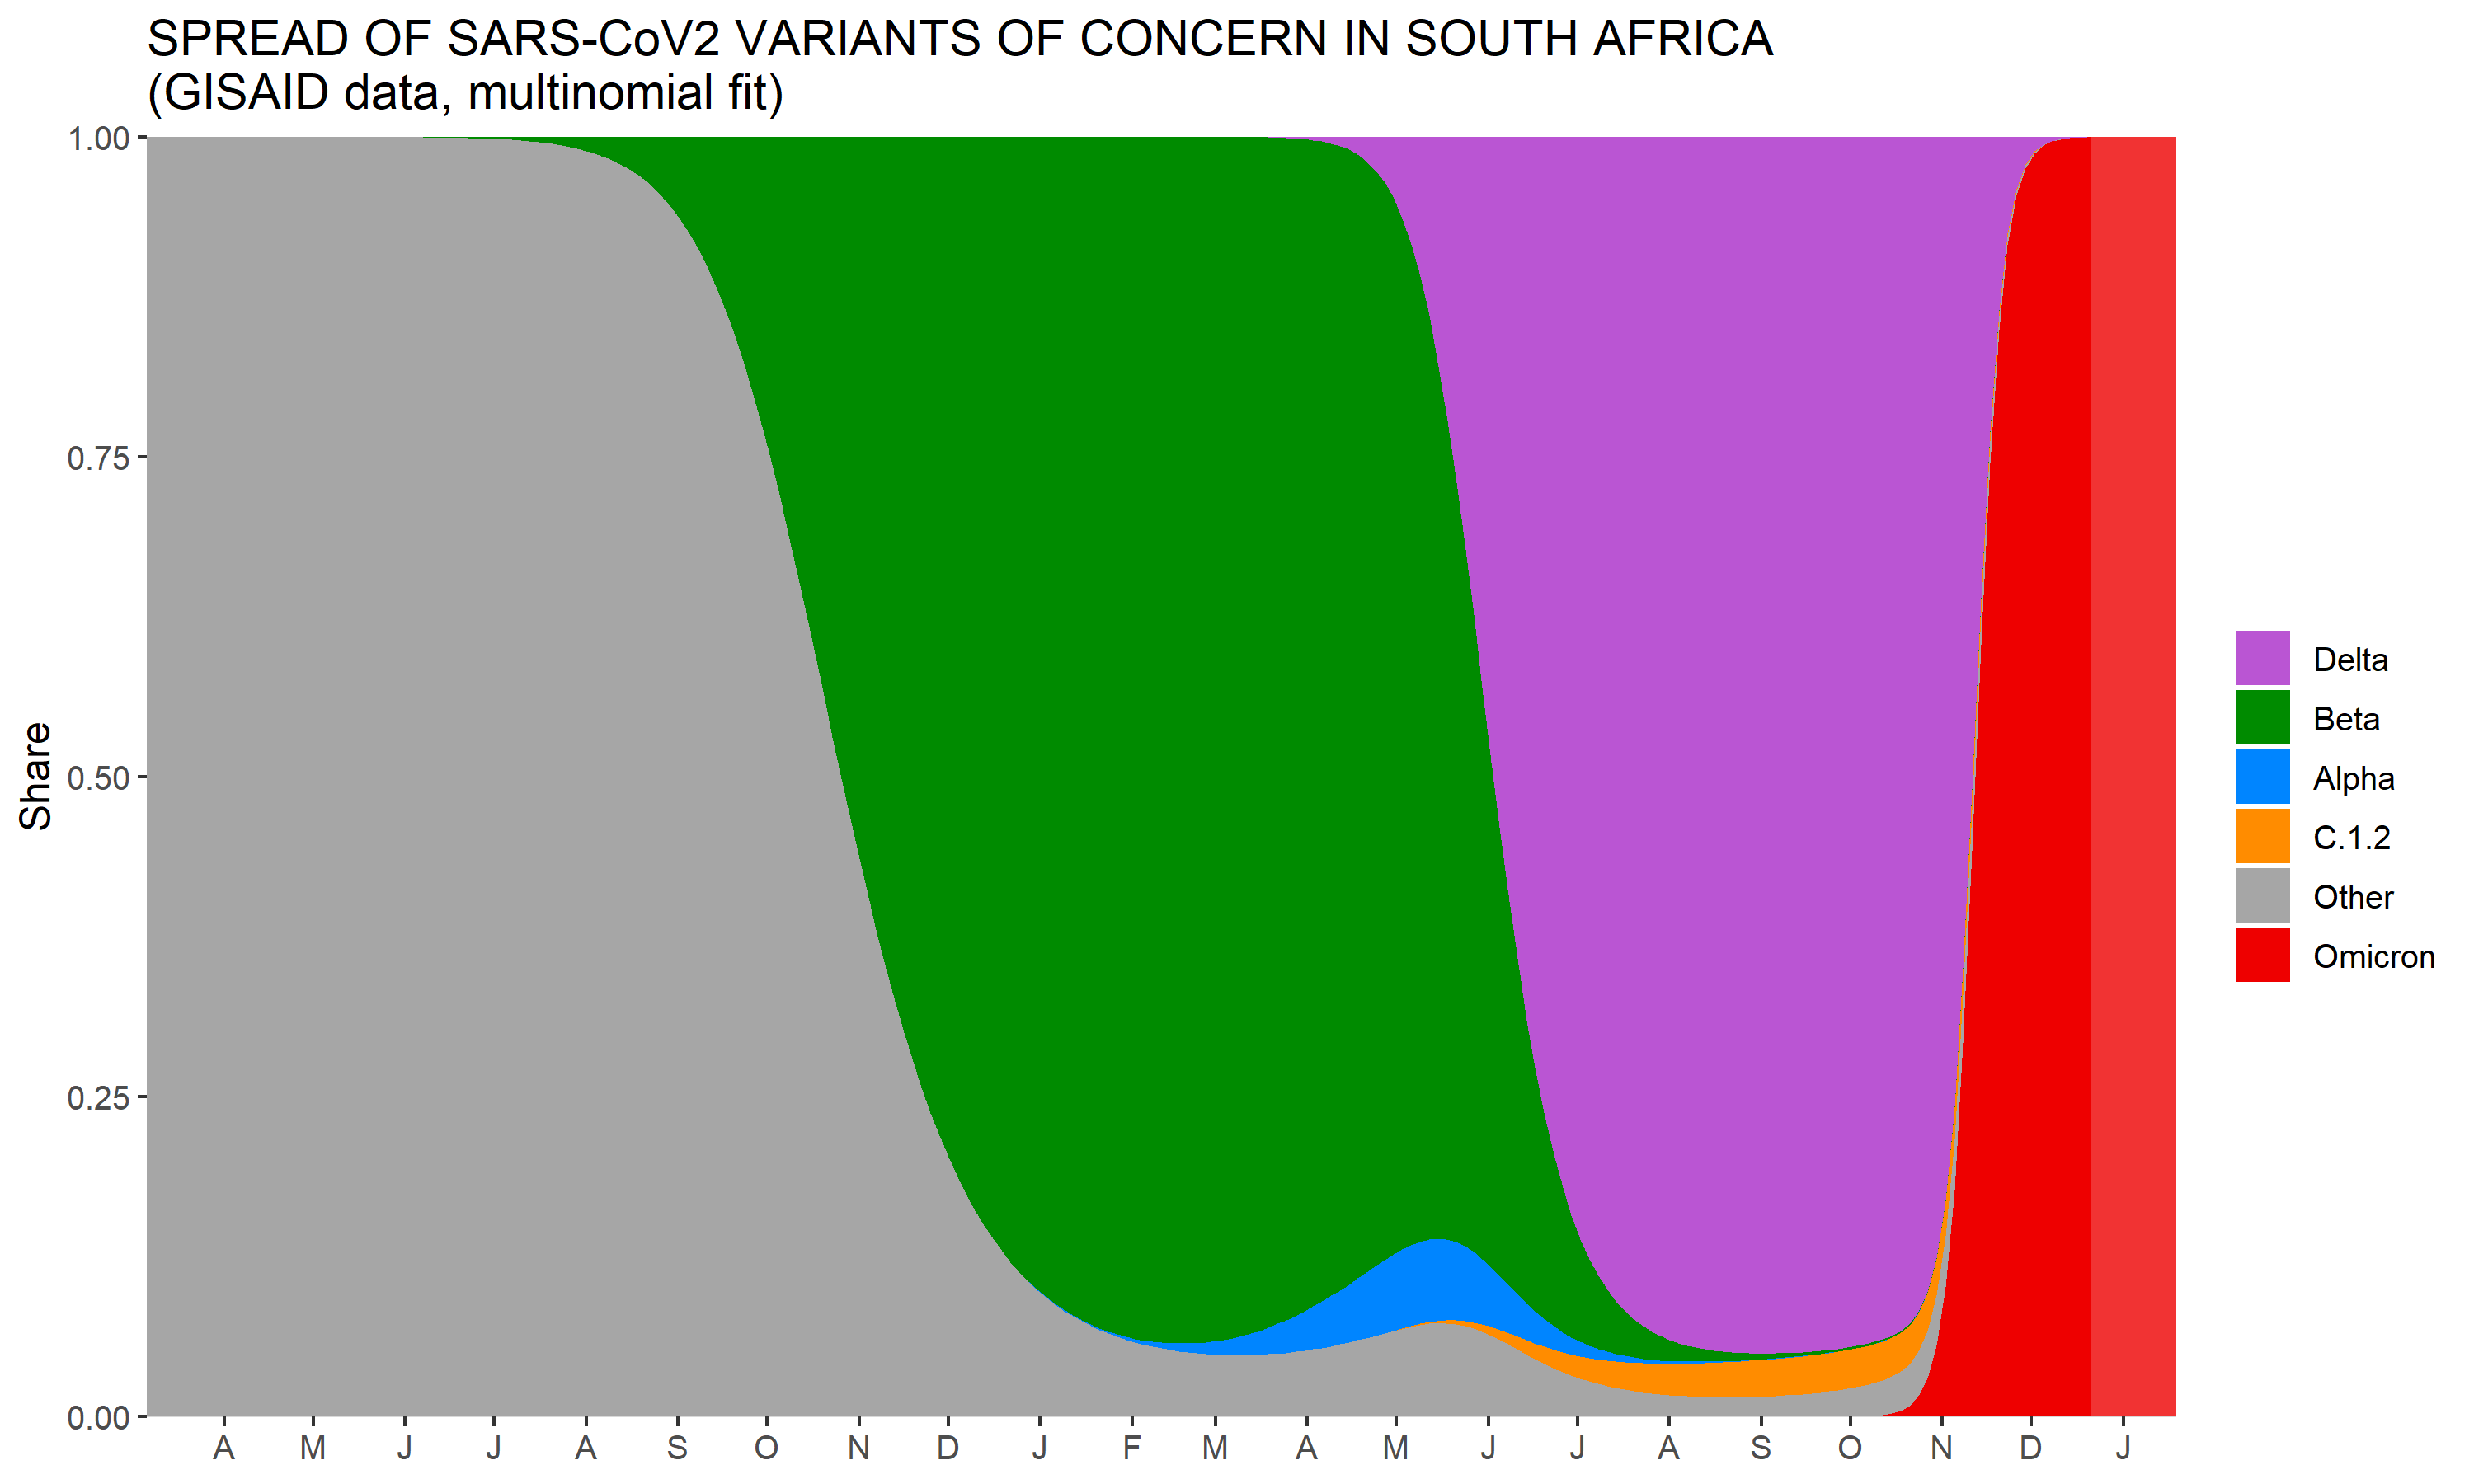 SPREAD OF SARS-CoV2 VARIANTS OF CONCERN IN SOUTH AFRICA
(GISAID data, multinomial fit)
1.00
0.75
0.50
0.25
0.00
Share
A M J J A S O N D J F M A M J J A S O N D J
Delta
Beta
Alpha
C.1.2
Other
Omicron